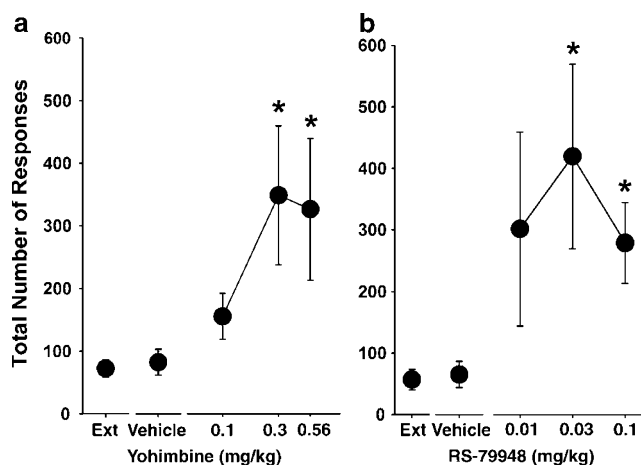 a
b
Total Number of Responses
600
500
400
300
200
100
0
* *
Ext Vehicle 0.1 0.3 0.56
Yohimbine (mg/kg)
600
500
400
300
200
100
0
* *
Ext Vehicle 0.01 0.03 0.1
RS-79948 (mg/kg)